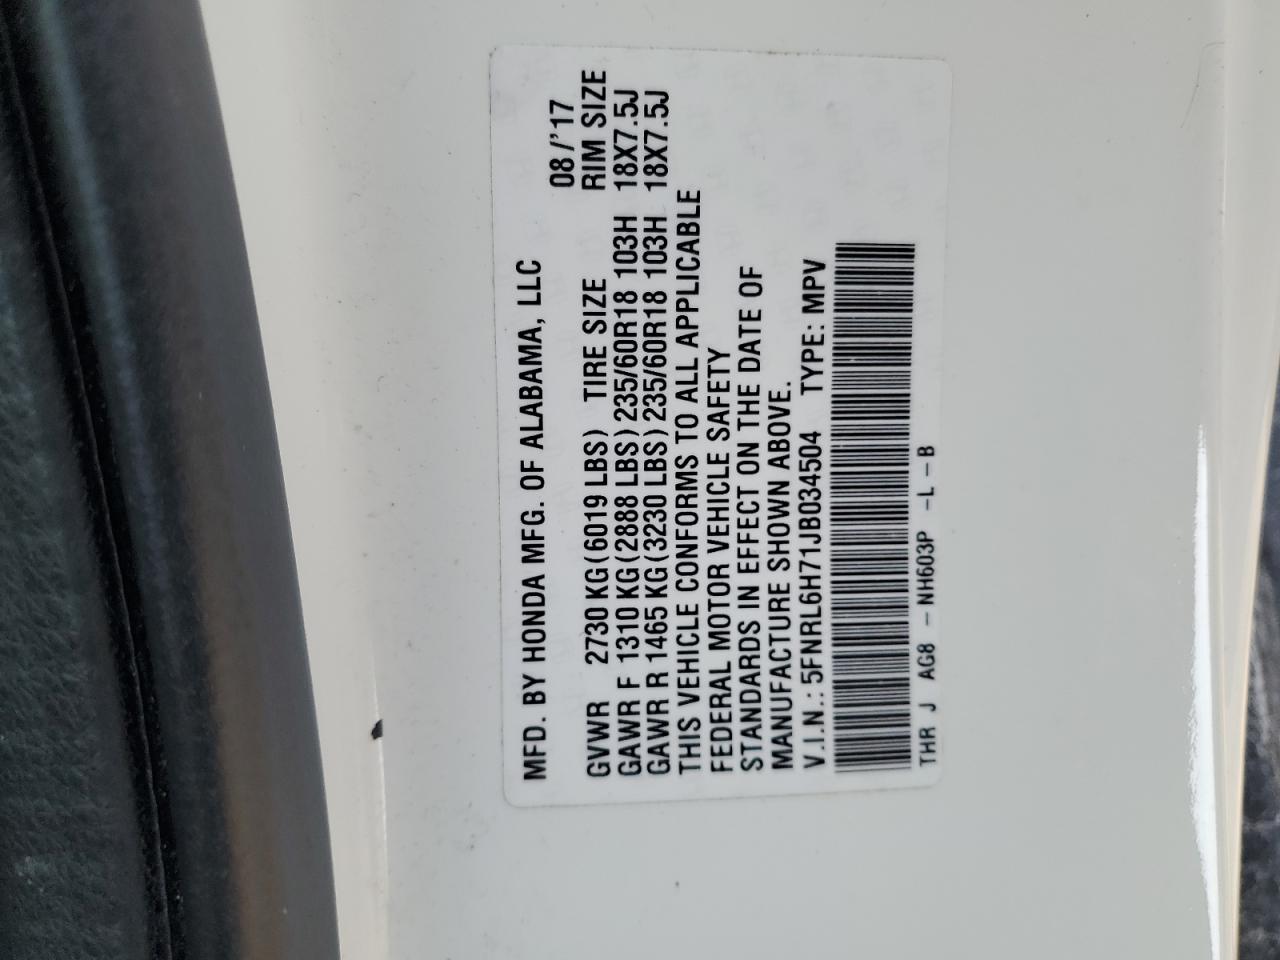 MFD. BY HONDA MFG. OF ALABAMA, LLC 08/'17
GVWR 2730 KG(6019 LBS) TIRE SIZE RIM SIZE
GAWR F 1310 KG(2888 LBS) 235/60R18 103H 18X7.5J
GAWR R 1465 KG(3230 LBS) 235/60R18 103H 18X7.5J
THIS VEHICLE CONFORMS TO ALL APPLICABLE
FEDERAL MOTOR VEHICLE SAFETY
STANDARDS IN EFFECT ON THE DATE OF
MANUFACTURE SHOWN ABOVE.
V.I.N.: 5FNRL6H71JB034504 TYPE: MPV
THR J AG8 - NH603P - L - B